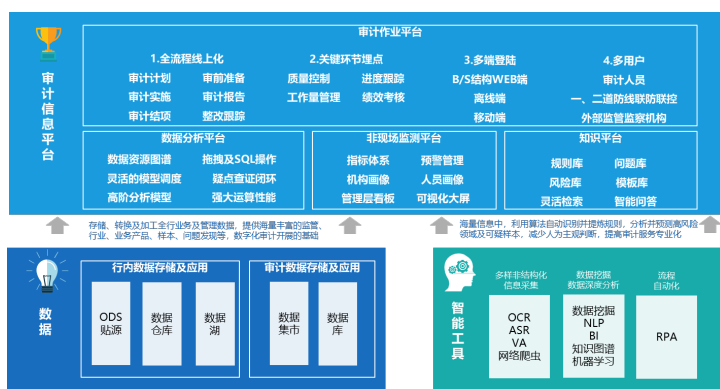 审计信息平台
审计作业平台
1.全流程线上化
审计计划 审前准备
审计实施 审计报告
审计结项 整改跟踪
2.关键环节埋点
质量控制 进度跟踪
工作量管理 绩效考核
3.多端登陆
B/S结构WEB端
离线端
移动端
4.多用户
审计人员
一、二道防线联防联控
外部监管监察机构
数据分析平台
数据资源图谱 拖拽及SQL操作
灵活的模型调度 疑点查证闭环
高阶分析模型 强大运算性能
非现场监测平台
指标体系 预警管理
机构画像 人员画像
管理层看板 可视化大屏
知识平台
规则库 问题库
风险库 模板库
灵活检索 智能问答
存储、转换及加工全行业务及管理数据，提供海量丰富的监管、
行业、业务产品、样本、问题发现等，数字化审计开展的基础
海量信息中，利用算法自动识别并提炼规则，分析并预测高风险
领域及可疑样本，减少人为主观判断，提高审计服务专业化
数据
行内数据存储及应用
ODS
贴源
数据
仓库
数据
湖
审计数据存储及应用
数据
集市
数据
库
智能工具
多样非结构化
信息采集
OCR
ASR
VA
网络爬虫
数据挖掘
数据深度分析
数据挖掘
NLP
BI
知识图谱
机器学习
流程
自动化
RPA